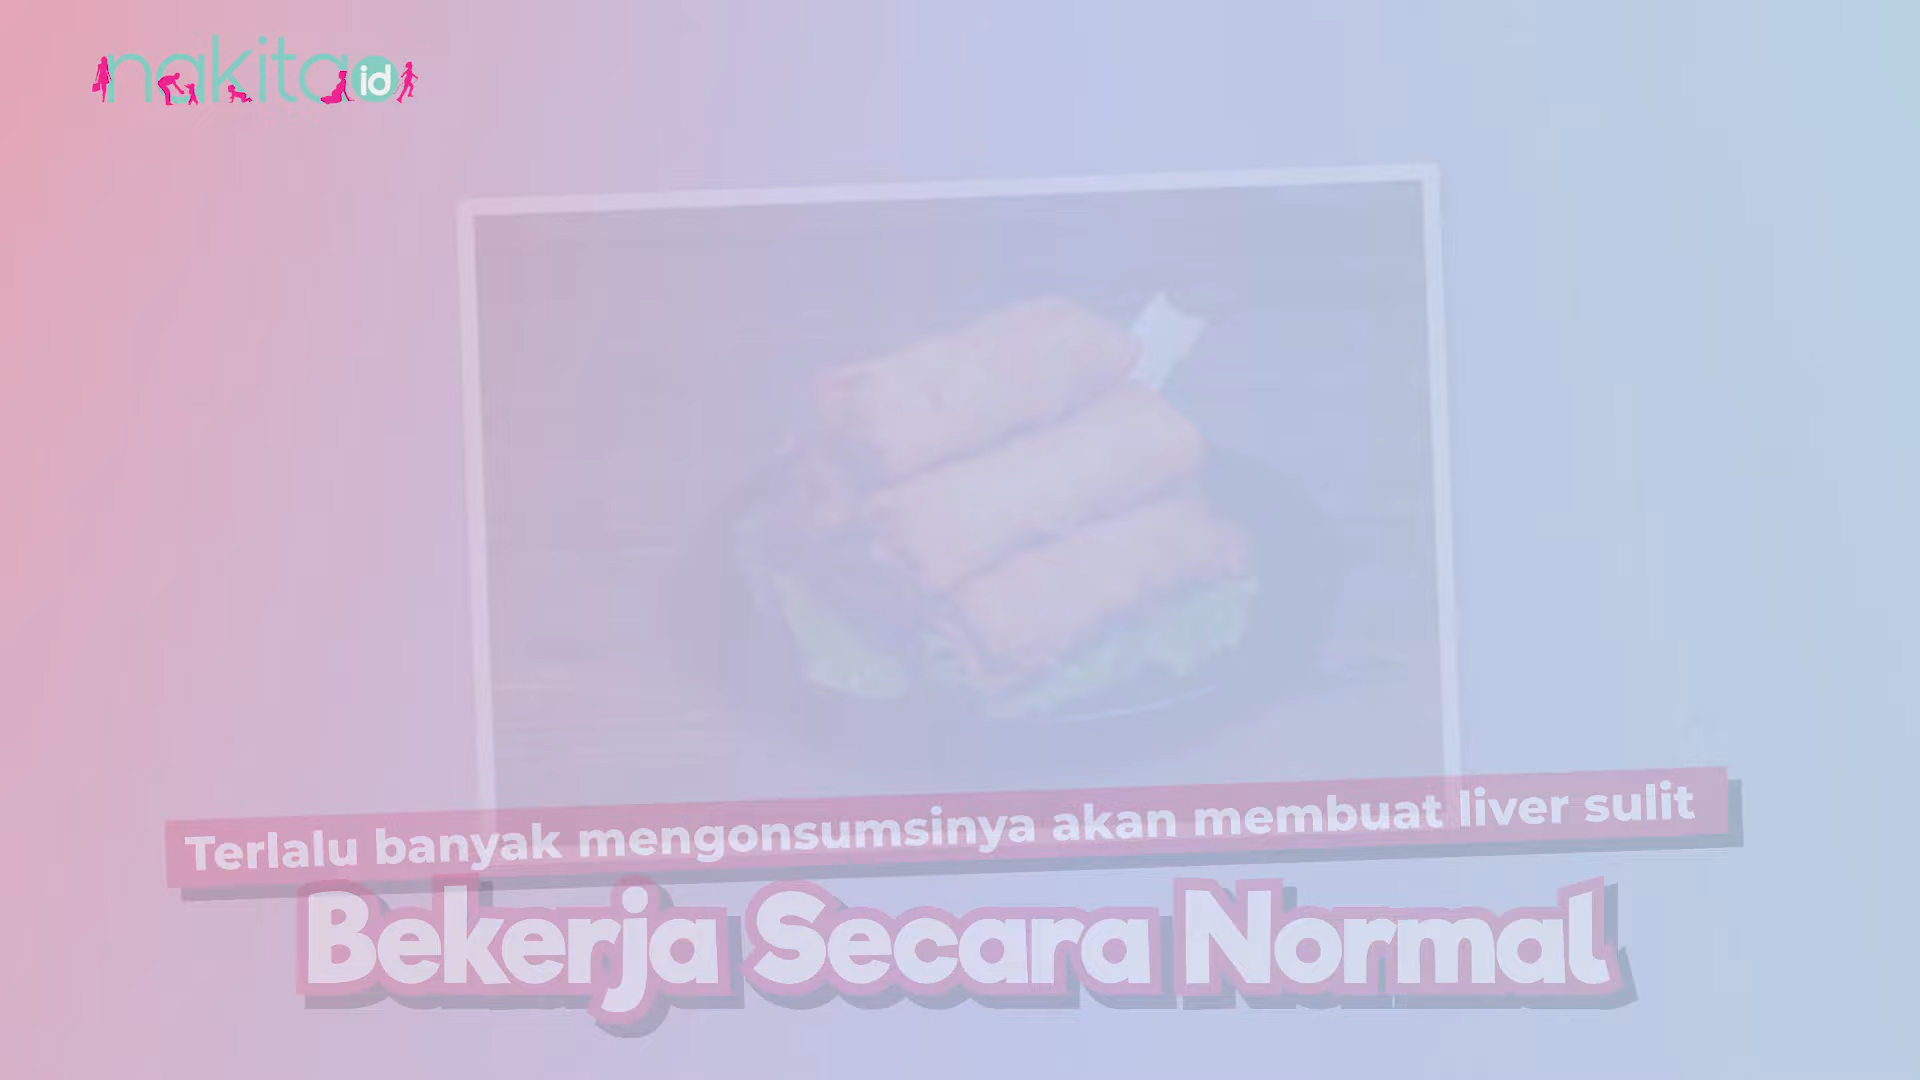 nakita id
Terlalu banyak mengonsumsinya akan membuat liver sulit
Bekerja Secara Normal